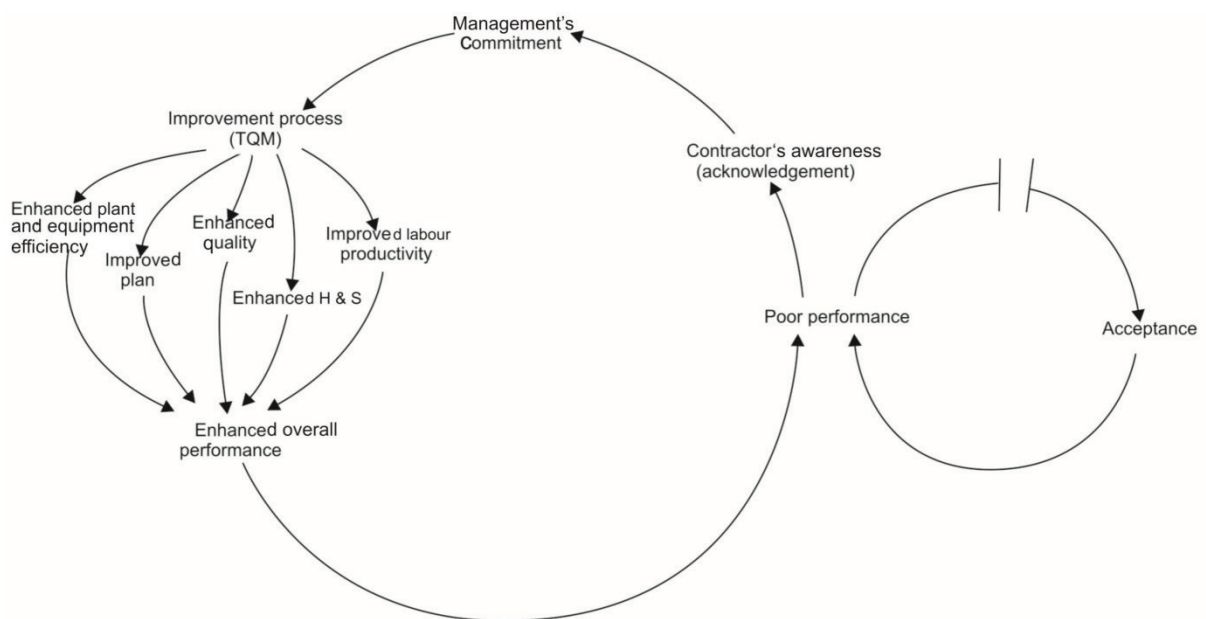 Management's
Commitment
Improvement process
(TQM)
Contractor's awareness
(acknowledgement)
Enhanced plant
and equipment
efficiency
Improved
plan
Enhanced
quality
Improved labour
productivity
Enhanced H & S
Poor performance
Acceptance
Enhanced overall
performance